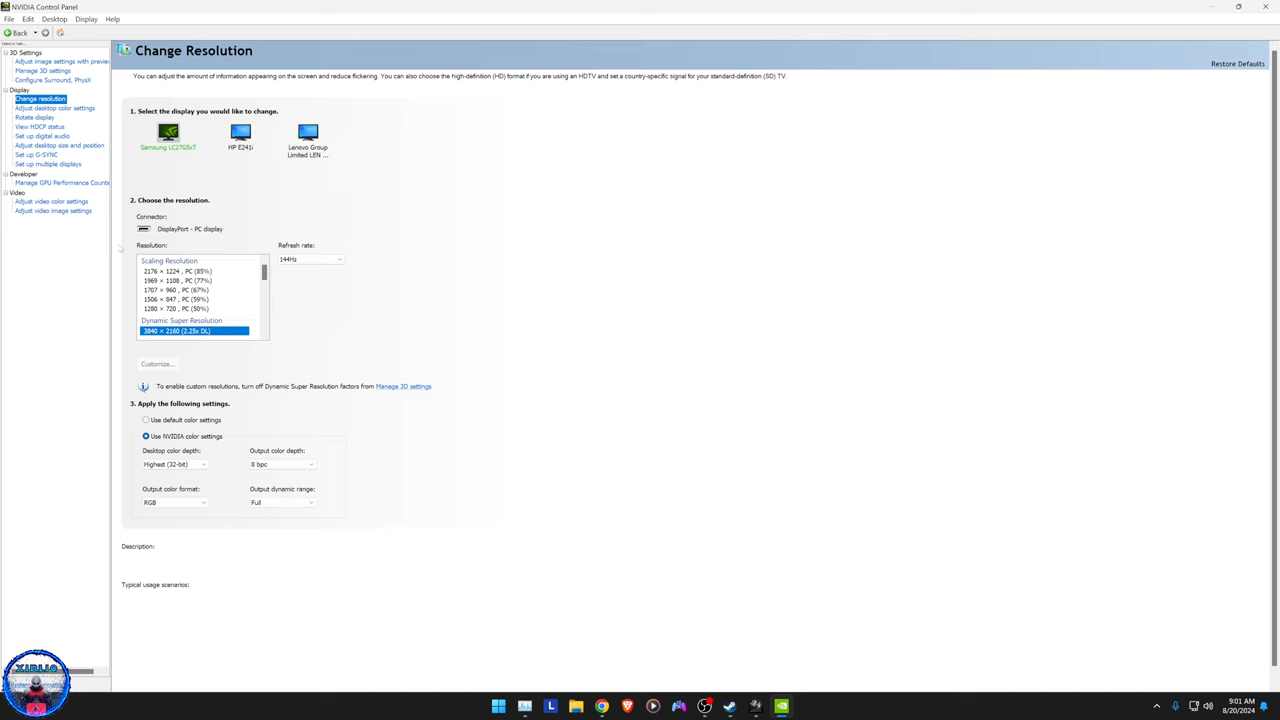 NVIDIA Control Panel
File Edit Desktop Display Help
Back
3D Settings
Adjust image settings with preview
Manage 3D settings
Configure Surround, PhysX
Display
Change resolution
Adjust desktop color settings
Rotate display
View HDCP status
Set up digital audio
Adjust desktop size and position
Set up G-SYNC
Set up multiple displays
Developer
Manage GPU Performance Counte
Video
Adjust video color settings
Adjust video image settings
Change Resolution
You can adjust the amount of information appearing on the screen and reduce flickering. You can also choose the high-definition (HD) format if you are using an HDTV and set a country-specific signal for your standard-definition (SD) TV.
Restore Defaults
1. Select the display you would like to change.
Samsung LC27G5xT
HP E241i
Lenovo Group
Limited LEN ...
2. Choose the resolution.
Connector:
DisplayPort - PC display
Resolution:
Refresh rate:
144Hz
Scaling Resolution
2176 × 1224 , PC (85%)
1969 × 1108 , PC (77%)
1707 × 960 , PC (67%)
1506 × 847 , PC (59%)
1280 × 720 , PC (50%)
Dynamic Super Resolution
3840 × 2160 (2.25x DL)
Customize...
To enable custom resolutions, turn off Dynamic Super Resolution factors from Manage 3D settings
3. Apply the following settings.
Use default color settings
Use NVIDIA color settings
Desktop color depth:
Output color depth:
Highest (32-bit)
8 bpc
Output color format:
Output dynamic range:
RGB
Full
Description:
Typical usage scenarios:
XIRLIO
9:01 AM
8/20/2024